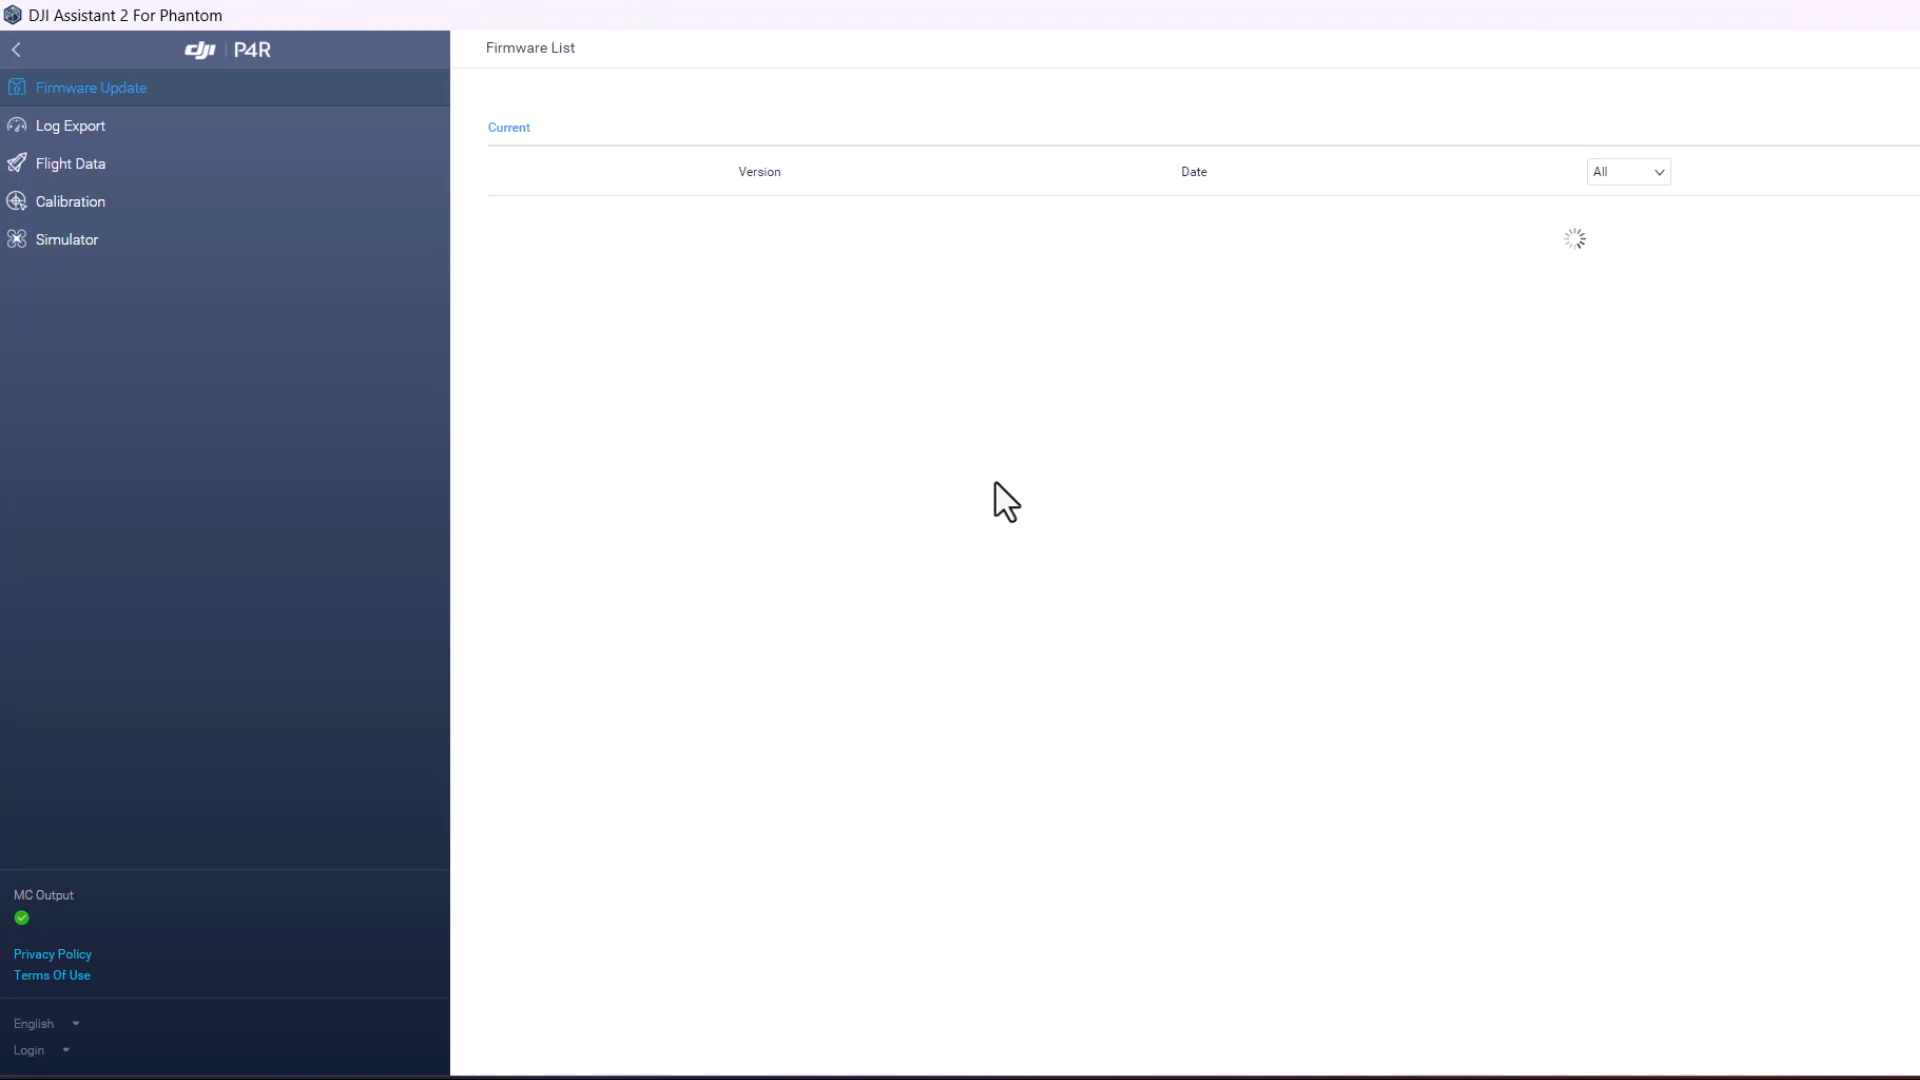 DJI Assistant 2 For Phantom
dji P4R
Firmware Update
Log Export
Flight Data
Calibration
Simulator
MC Output
Privacy Policy
Terms Of Use
English
Login
Firmware List
Current
Version Date All